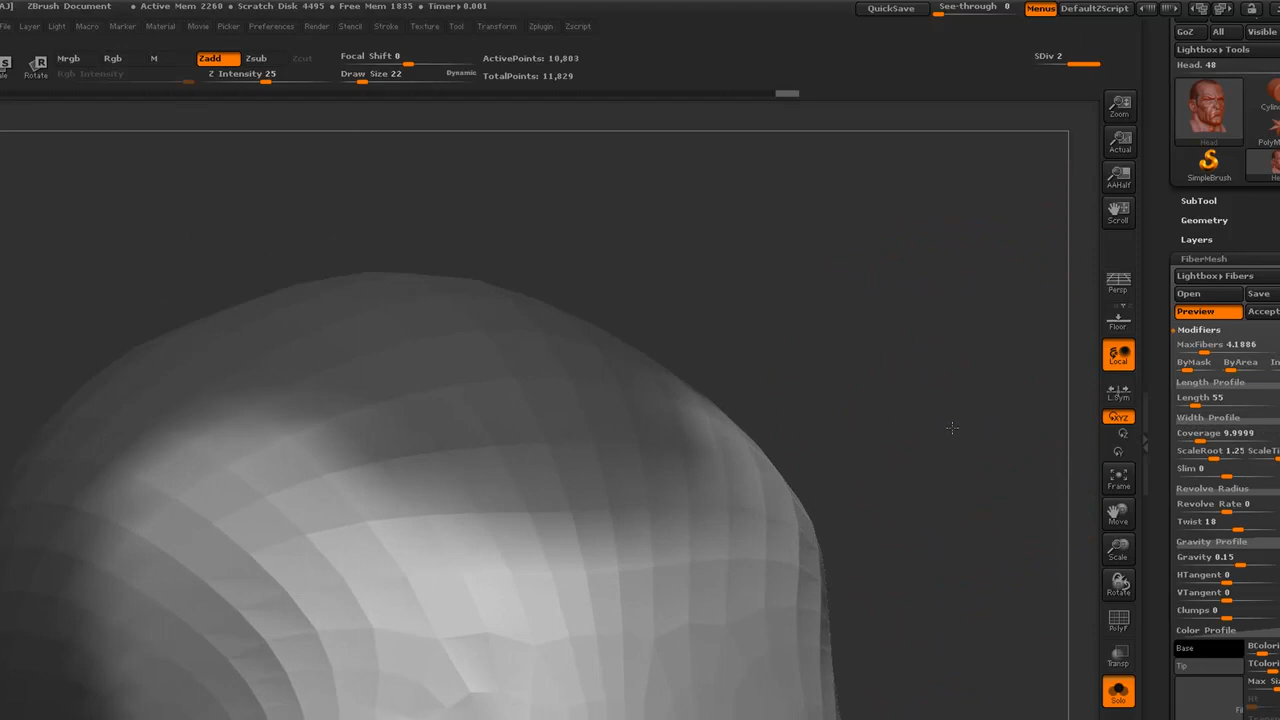 AJ] ZBrush Document • Active Mem 2260 • Scratch Disk 4495 • Free Mem 1835 • Timer▸0.001 QuickSave See-through 0 Menus DefaultZScript
File Layer Light Macro Marker Material Movie Picker Preferences Render Stencil Stroke Texture Tool Transform Zplugin Zscript
Rotate Mrgb Rgb M Zadd Zsub Zcut Focal Shift 0 ActivePoints: 10,803 SDiv 2
Rgb Intensity Z Intensity 25 Draw Size 22 Dynamic TotalPoints: 11,829
Zoom
Actual
AAHalf
Scroll
Persp
Floor
Local
L.Sym
XYZ
Frame
Move
Scale
Rotate
PolyF
Transp
Solo
GoZ All Visible
Lightbox▸Tools
Head. 48
Head
SimpleBrush
SubTool
Geometry
Layers
FiberMesh
Lightbox▸Fibers
Open Save
Preview Accept
Modifiers
MaxFibers 4.1886
ByMask ByArea
Length Profile
Length 55
Width Profile
Coverage 9.9999
ScaleRoot 1.25
Slim 0
Revolve Radius
Revolve Rate 0
Twist 18
Gravity Profile
Gravity 0.15
HTangent 0
VTangent 0
Clumps 0
Color Profile
Base
Tip